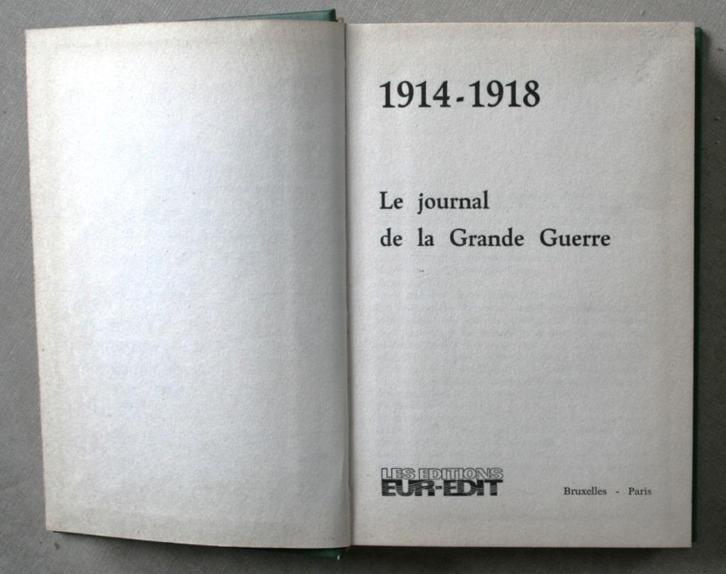 1914-1918
Le journal
de la Grande Guerre
LES EDITIONS
EUR-EDIT
Bruxelles - Paris